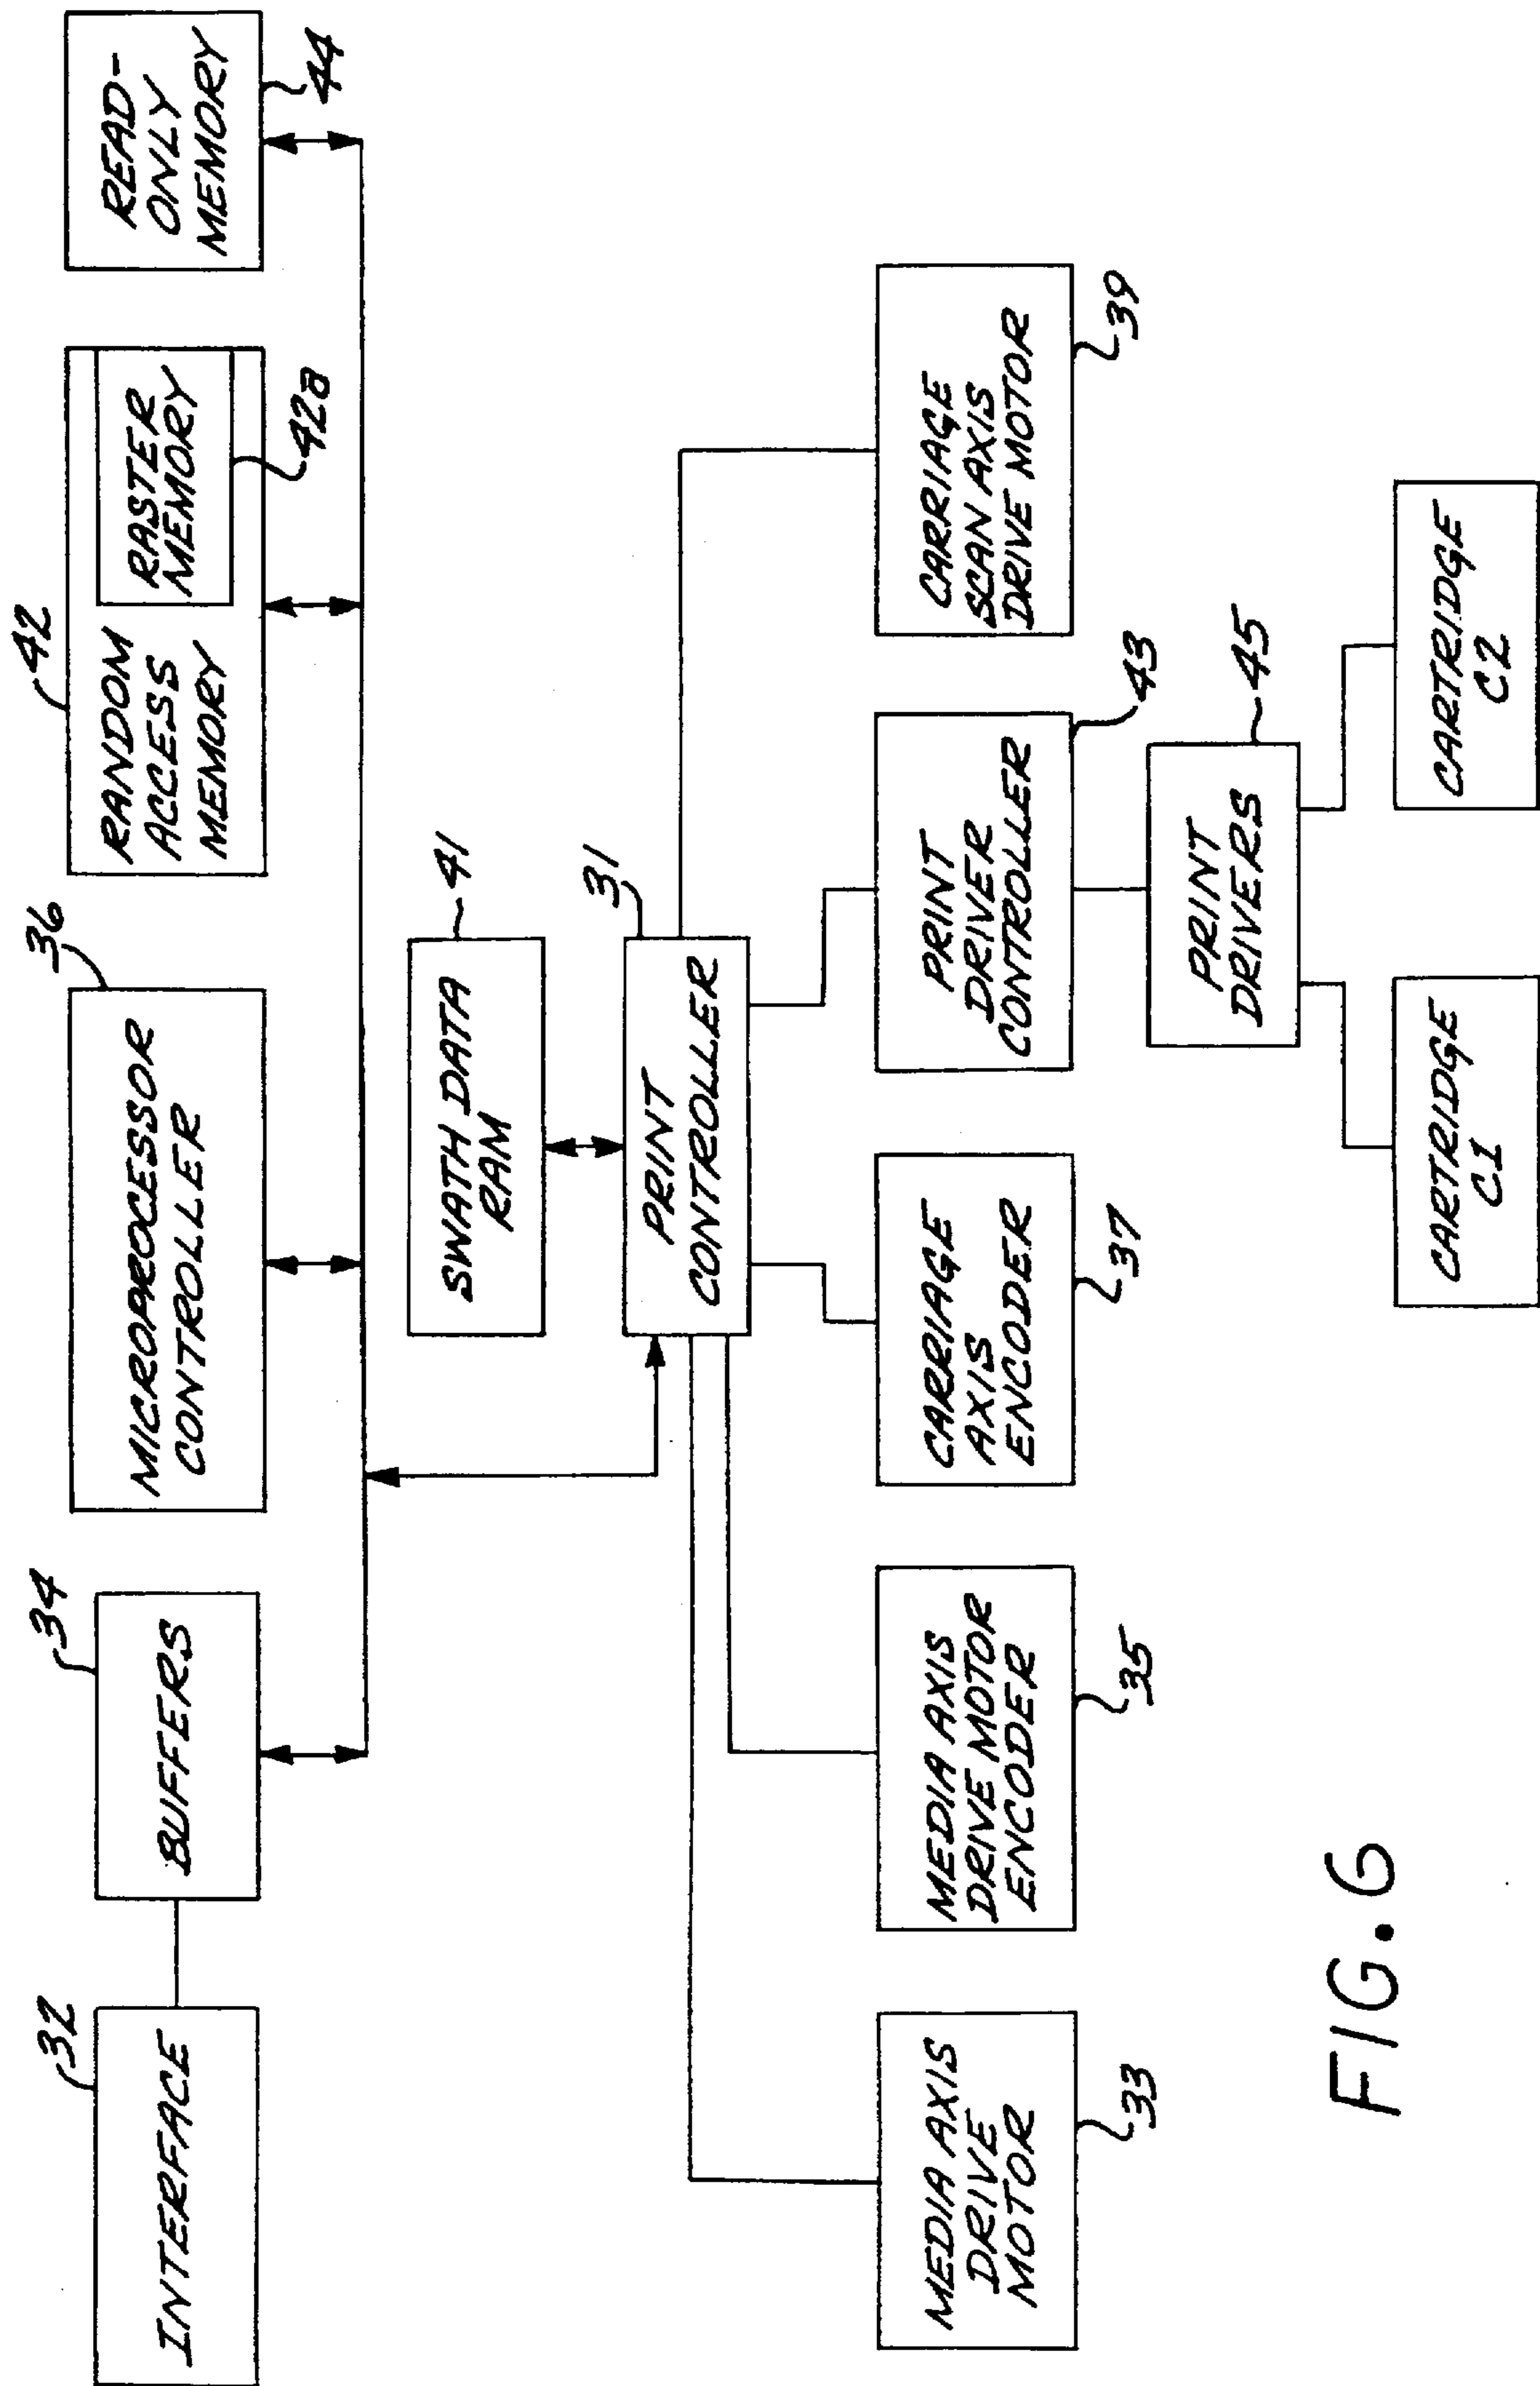 32
INTERFACE
34
BUFFERS
36
MICROPROCESSOR
CONTROLLER
42
RANDOM
ACCESS
MEMORY
RASTER
MEMORY
42a
READ-
ONLY
MEMORY
44
SWATH DATA
RAM
41
31
PRINT
CONTROLLER
MEDIA AXIS
DRIVE
MOTOR
33
MEDIA AXIS
DRIVE MOTOR
ENCODER
35
CARRIAGE
AXIS
ENCODER
37
PRINT
DRIVER
CONTROLLER
43
CARRIAGE
SCAN AXIS
DRIVE MOTOR
39
PRINT
DRIVERS
45
CARTRIDGE
C1
CARTRIDGE
C2
FIG.6